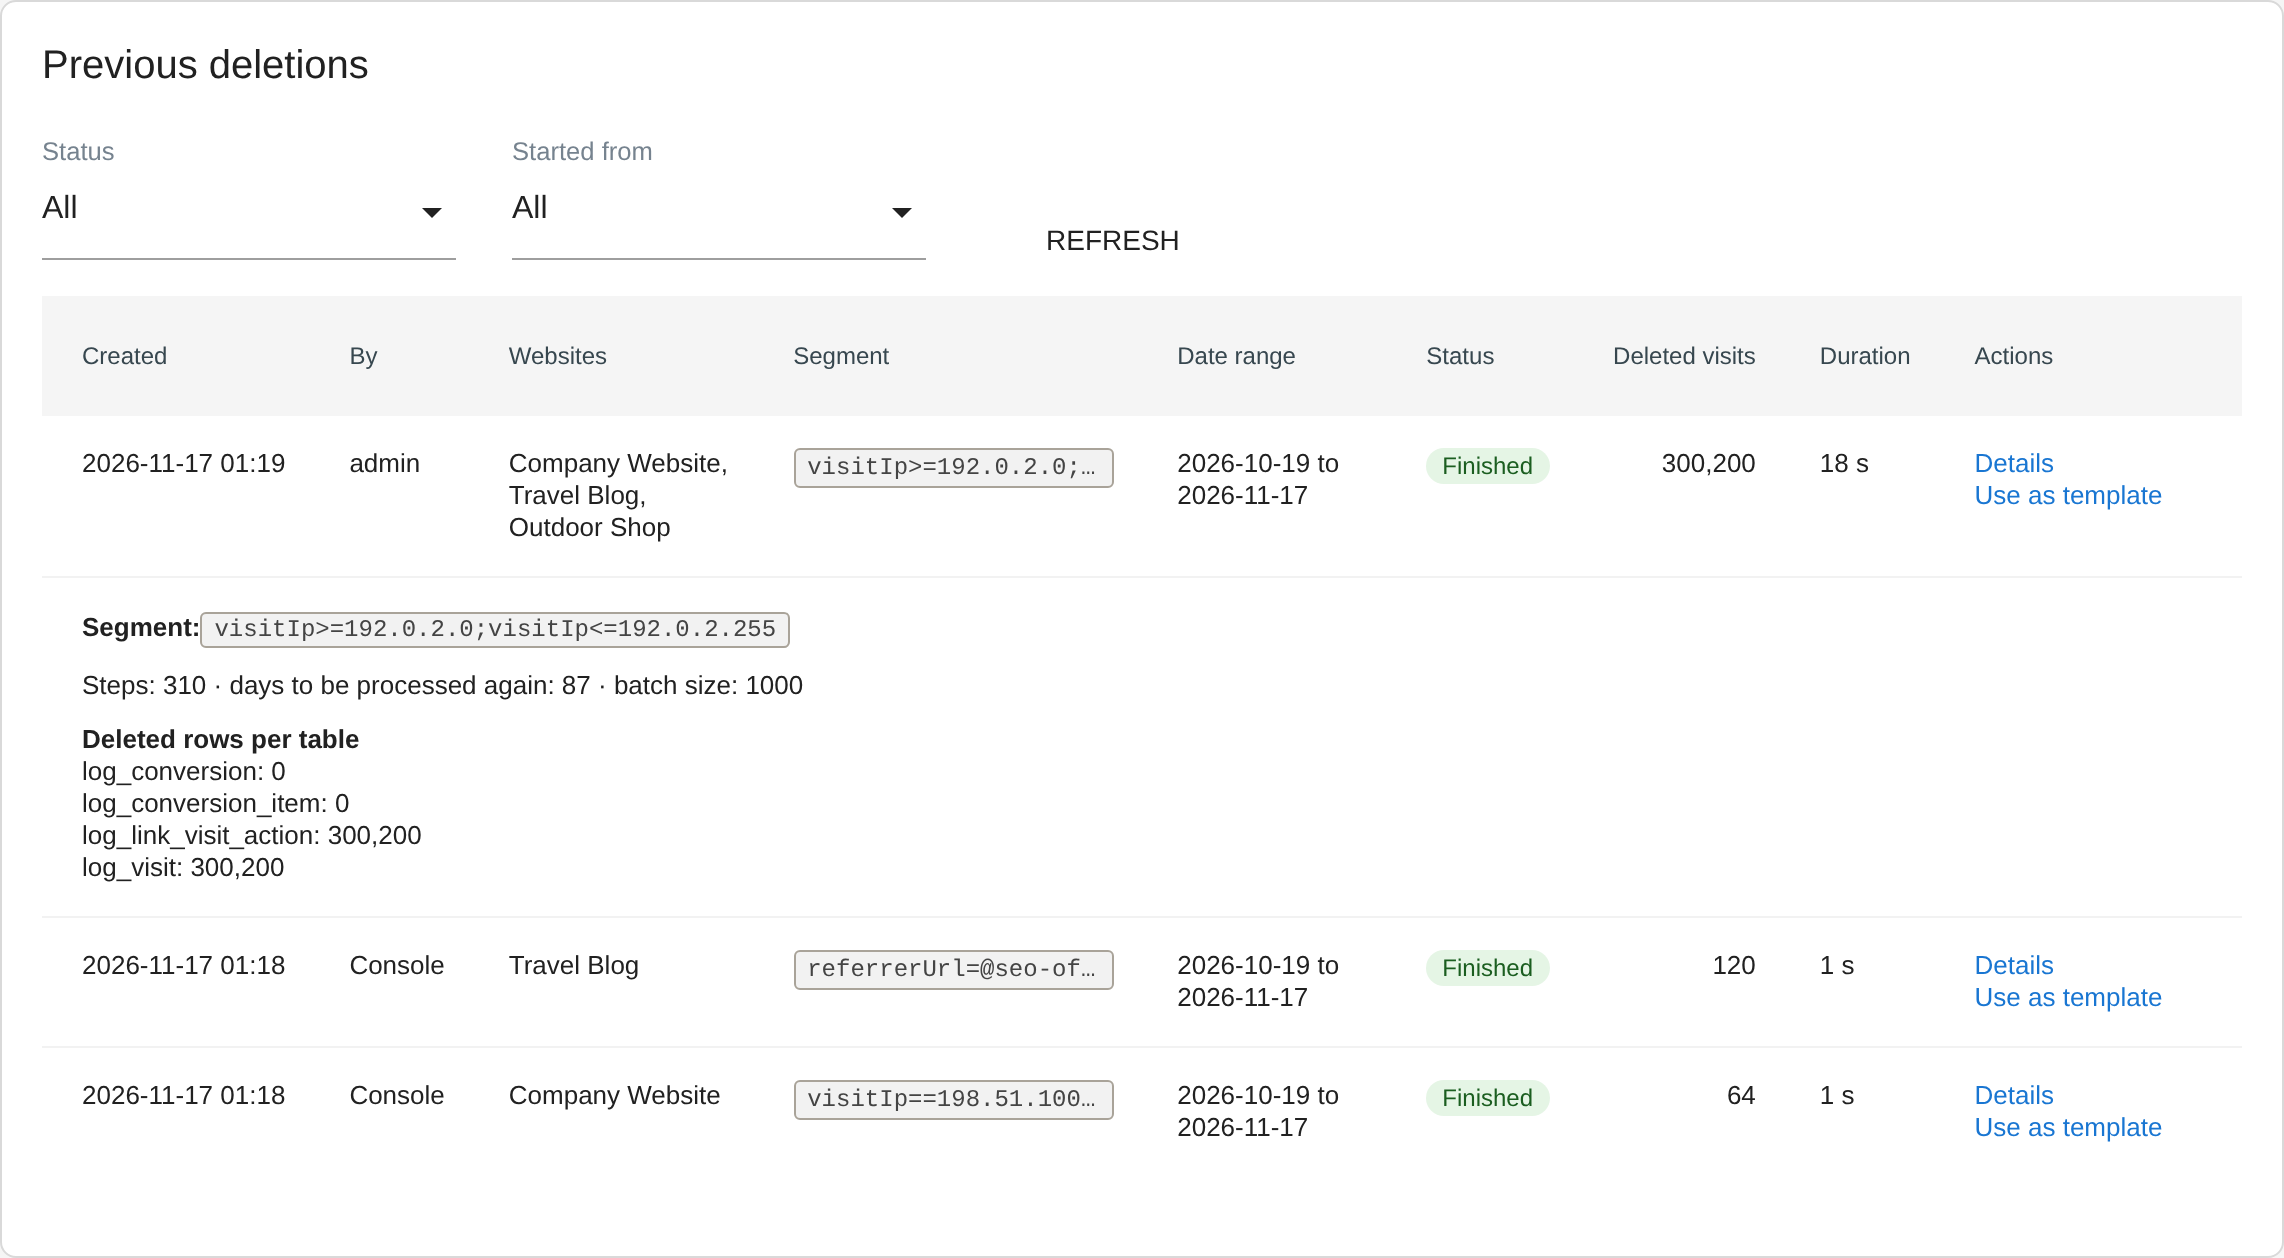 Previous deletions
Status
Started from
All
All
REFRESH
Created By Websites Segment Date range Status Deleted visits Duration Actions
2026-11-17 01:19 admin Company Website, visitIp>=192.0.2.0;… 2026-10-19 to Finished 300,200 18 s Details
Travel Blog, 2026-11-17 Use as template
Outdoor Shop
Segment: visitIp>=192.0.2.0;visitIp<=192.0.2.255
Steps: 310 · days to be processed again: 87 · batch size: 1000
Deleted rows per table
log_conversion: 0
log_conversion_item: 0
log_link_visit_action: 300,200
log_visit: 300,200
2026-11-17 01:18 Console Travel Blog referrerUrl=@seo-of… 2026-10-19 to Finished 120 1 s Details
2026-11-17 Use as template
2026-11-17 01:18 Console Company Website visitIp==198.51.100… 2026-10-19 to Finished 64 1 s Details
2026-11-17 Use as template